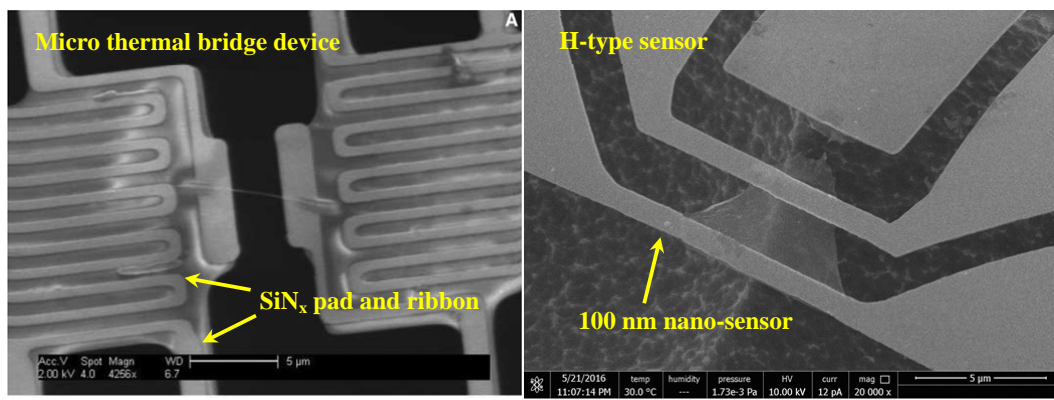 A
Micro thermal bridge device
SiNx pad and ribbon
Acc.V Spot Magn WD 5 µm
2.00 kV 4.0 4256x 6.7
H-type sensor
100 nm nano-sensor
5/21/2016 temp humidity pressure HV curr mag 5 µm
11:07:14 PM 30.0 °C --- 1.73e-3 Pa 10.00 kV 12 pA 20 000 x